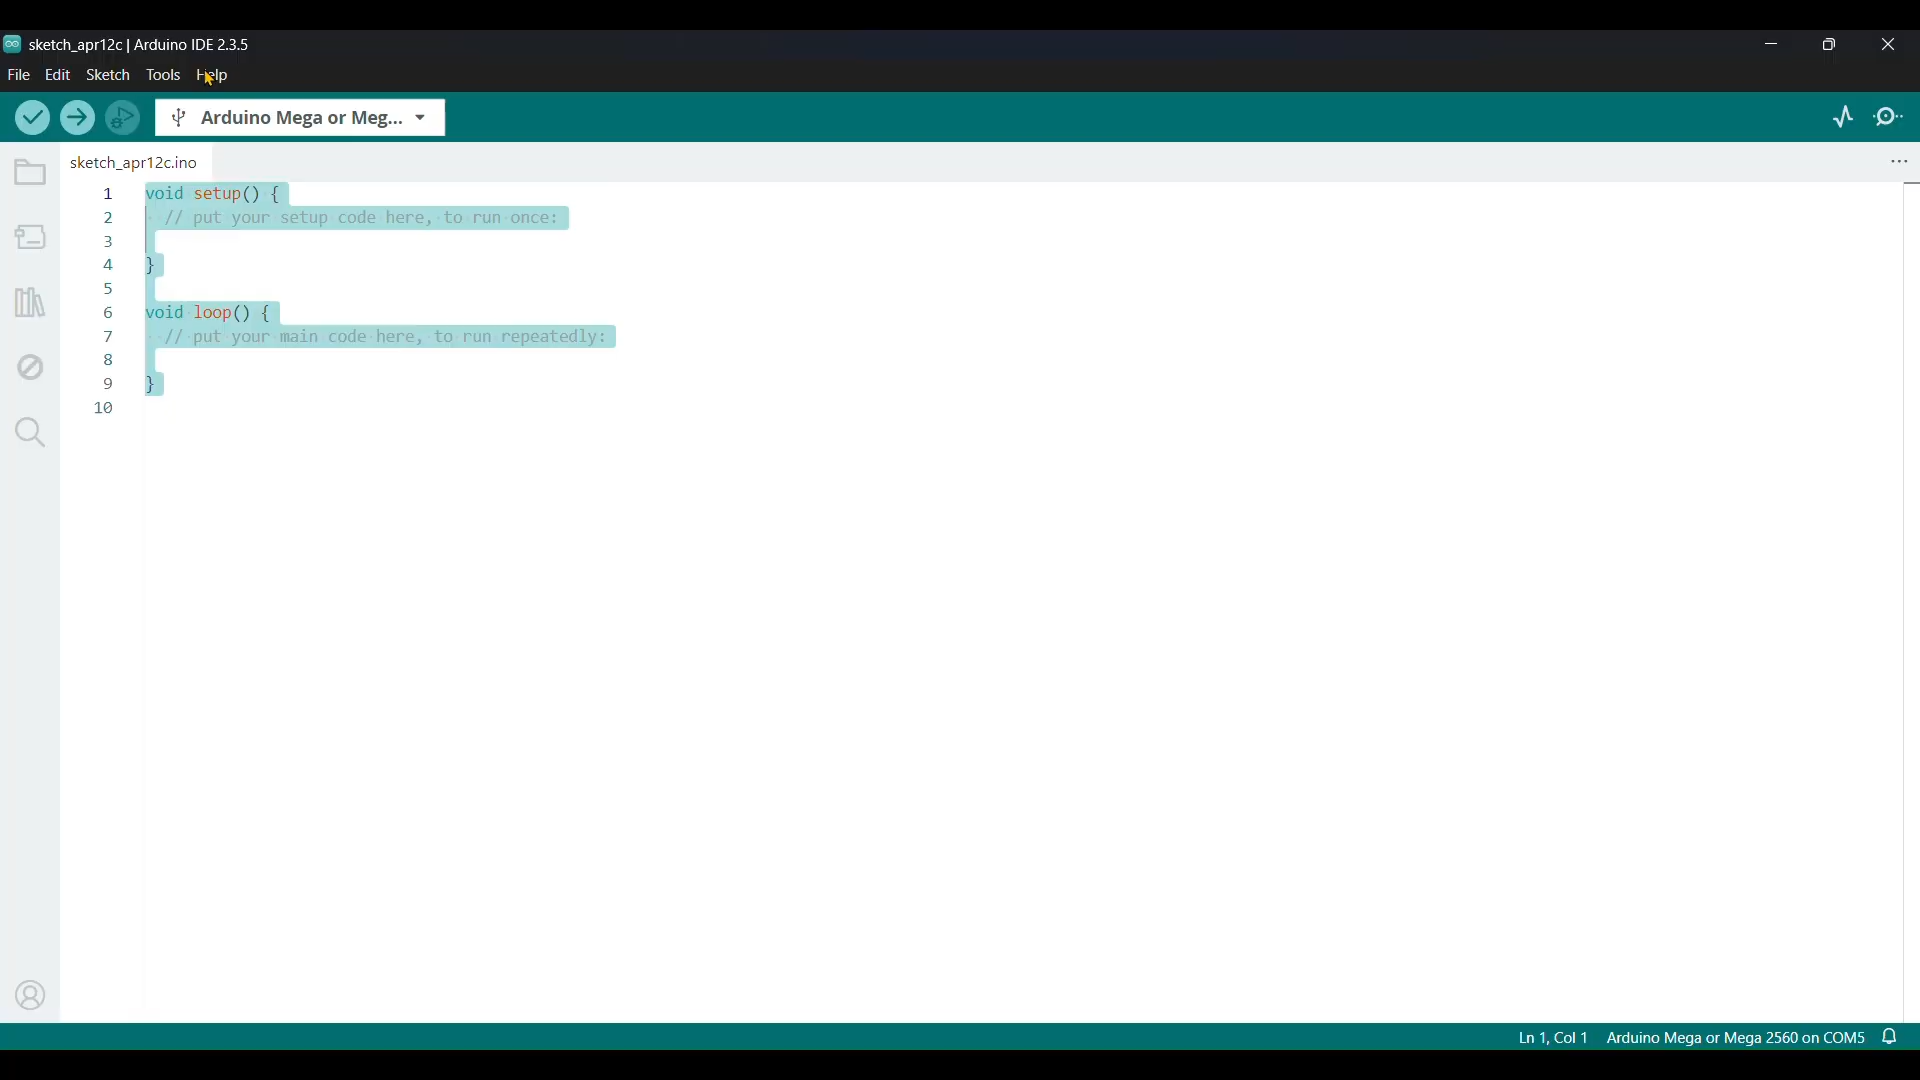 sketch_apr12c | Arduino IDE 2.3.5
File Edit Sketch Tools Help
Arduino Mega or Meg...
sketch_apr12c.ino
1 void setup() {
2 // put your setup code here, to run once:
3
4 }
5
6 void loop() {
7 // put your main code here, to run repeatedly:
8
9 }
10
Ln 1, Col 1 Arduino Mega or Mega 2560 on COM5